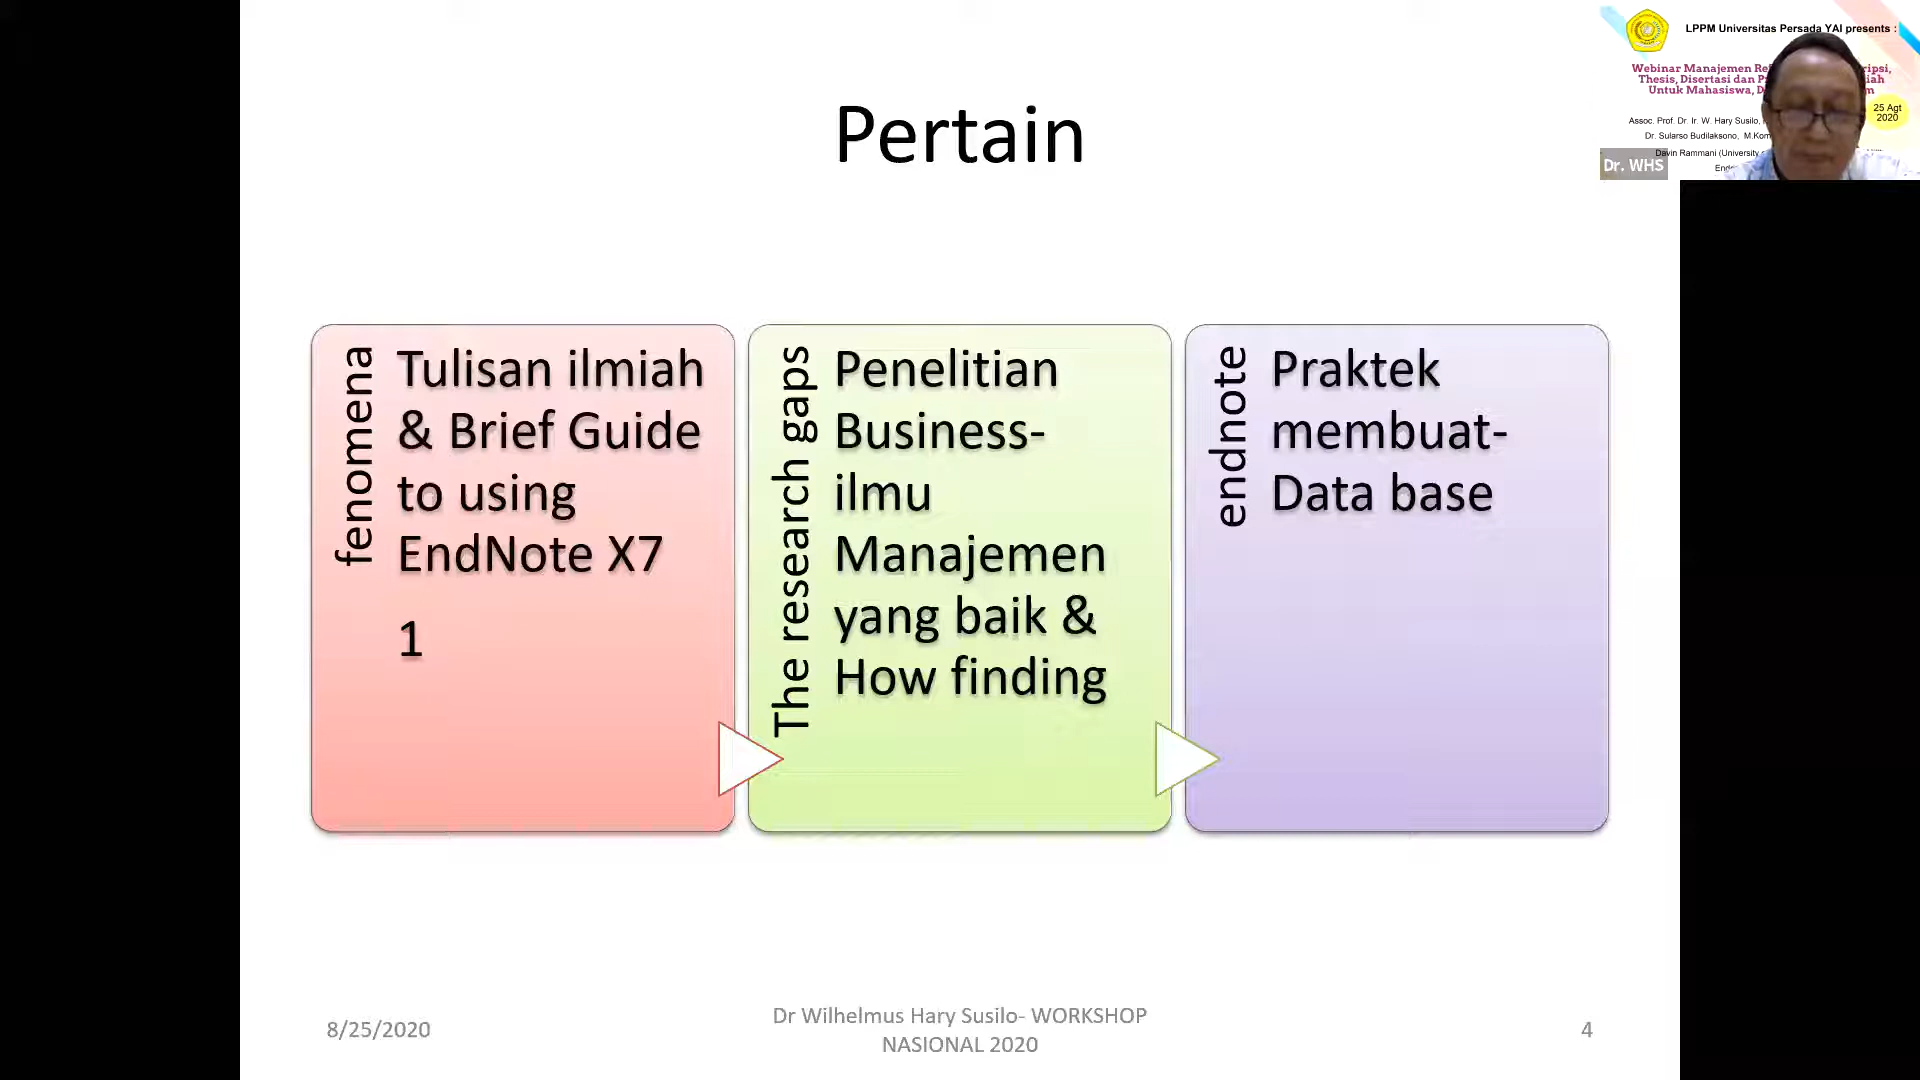 Pertain
fenomena
Tulisan ilmiah
& Brief Guide
to using
EndNote X7
1
The research gaps
Penelitian
Business-
ilmu
Manajemen
yang baik &
How finding
endnote
Praktek
membuat-
Data base
8/25/2020
Dr Wilhelmus Hary Susilo- WORKSHOP
NASIONAL 2020
4
LPPM Universitas Persada YAI presents :
Webinar Manajemen
Thesis, Disertasi dan
Untuk Mahasiswa,
25 Agt
2020
Assoc. Prof. Dr. Ir. W. Hary Susilo,
Dr. Sularso Budilaksono, M.Kom
Davin Rammani (University
Dr. WHS